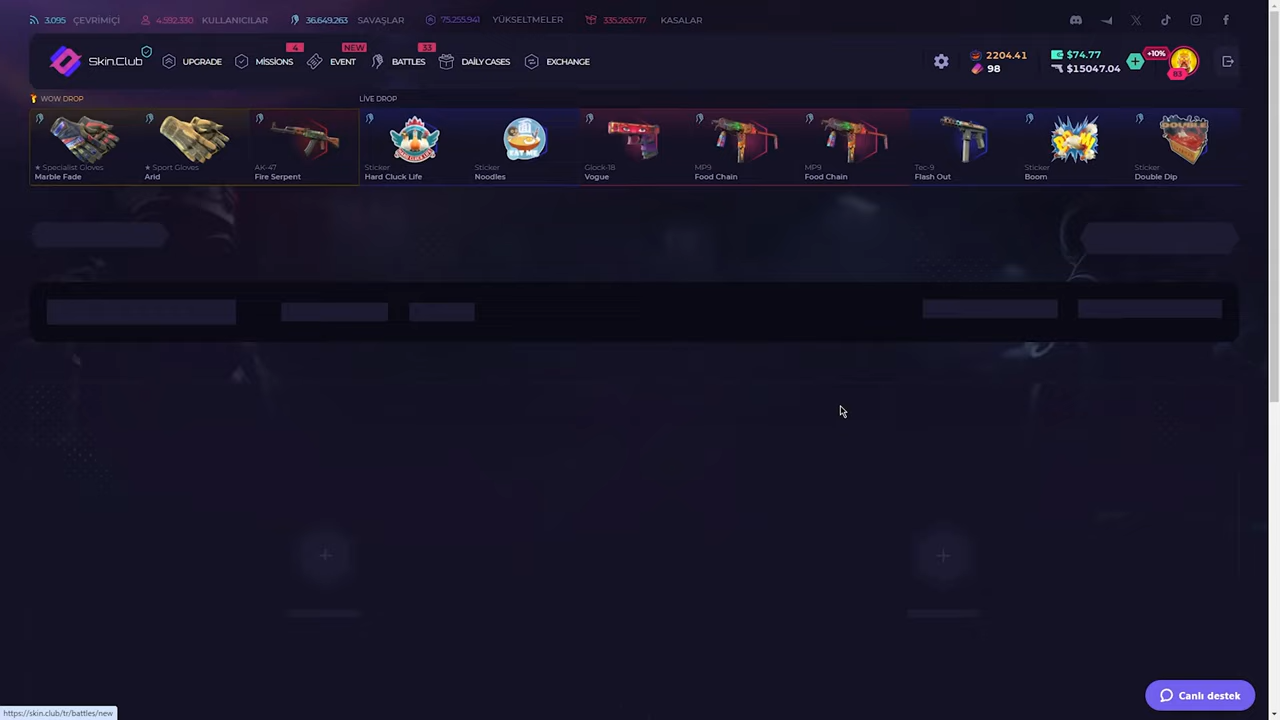 3.095 ÇEVRİMİÇİ 4.592.330 KULLANICILAR 36.649.263 SAVAŞLAR 75.255.941 YÜKSELTMELER 335.265.717 KASALAR
Skin.Club UPGRADE 4 MISSIONS NEW EVENT 33 BATTLES DAILY CASES EXCHANGE 2204.41 $74.77 +10%
98 $15047.04 83
WOW DROP LİVE DROP
★ Specialist Gloves ★ Sport Gloves AK-47 Sticker Sticker Glock-18 MP9 MP9 Tec-9 Sticker Sticker
Marble Fade Arid Fire Serpent Hard Cluck Life Noodles Vogue Food Chain Food Chain Flash Out Boom Double Dip
Canlı destek
https://skin.club/tr/battles/new